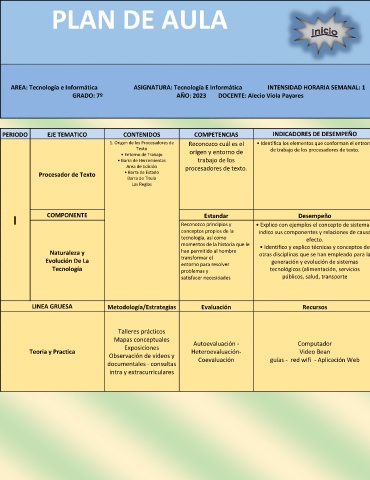 PLAN DE AULA
Inicio
AREA: Tecnología e Informática ASIGNATURA: Tecnología E Informática INTENSIDAD HORARIA SEMANAL: 1
GRADO: 7º AÑO: 2023 DOCENTE: Alecio Viola Payares
PERIODO EJE TEMATICO CONTENIDOS COMPETENCIAS INDICADORES DE DESEMPEÑO
I
Procesador de Texto
1. Origen de los Procesadores de
Texto
• Entorno de Trabajo
• Barra de Herramientas
Area de Edición
• Barra de Estado
Barra de Título
Las Reglas
Reconozco cuál es el
origen y entorno de
trabajo de los
procesadores de texto.
• Identifica los elementos que conforman el entorn
de trabajo de los procesadores de texto.
COMPONENTE Estandar Desempeño
Naturaleza y
Evolución De La
Tecnología
Reconozco principios y
conceptos propios de la
tecnología, así como
momentos de la historia que le
han permitido al hombre
transformar el
entorno para resolver
problemas y
satisfacer necesidades
• Explico con ejemplos el concepto de sistema
indico sus componentes y relaciones de causa
efecto.
• Identifico y explico técnicas y conceptos de
otras disciplinas que se han empleado para la
generación y evolución de sistemas
tecnológicos (alimentación, servicios
públicos, salud, transporte
LINEA GRUESA Metodología/Estrategias Evaluación Recursos
Teoria y Practica
Talleres prácticos
Mapas conceptuales
Exposiciones
Observación de videos y
documentales - consultas
intra y extracurriculares
Autoevaluación -
Heteroevaluación-
Coevaluación
Computador
Video Bean
guías - red wifi - Aplicación Web